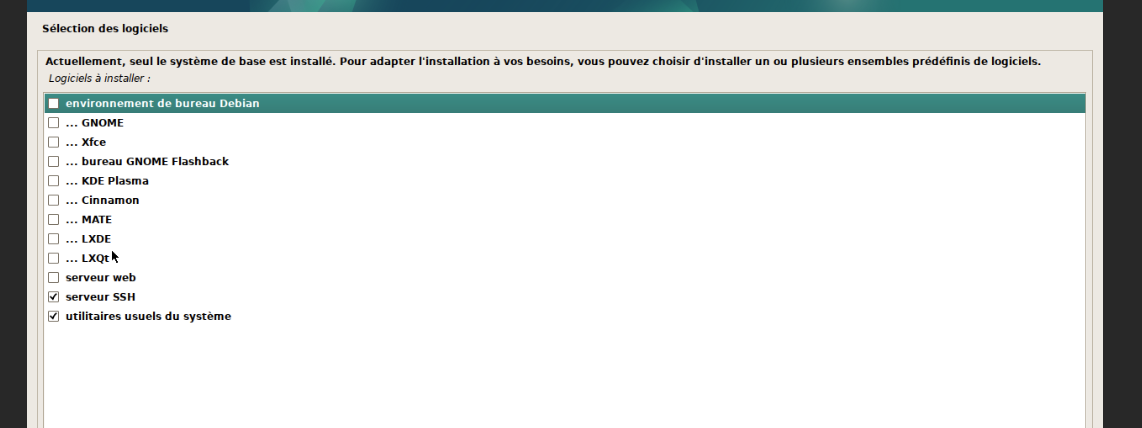 Sélection des logiciels
Actuellement, seul le système de base est installé. Pour adapter l'installation à vos besoins, vous pouvez choisir d'installer un ou plusieurs ensembles prédéfinis de logiciels.
Logiciels à installer :
environnement de bureau Debian
... GNOME
... Xfce
... bureau GNOME Flashback
... KDE Plasma
... Cinnamon
... MATE
... LXDE
... LXQt
serveur web
serveur SSH
utilitaires usuels du système